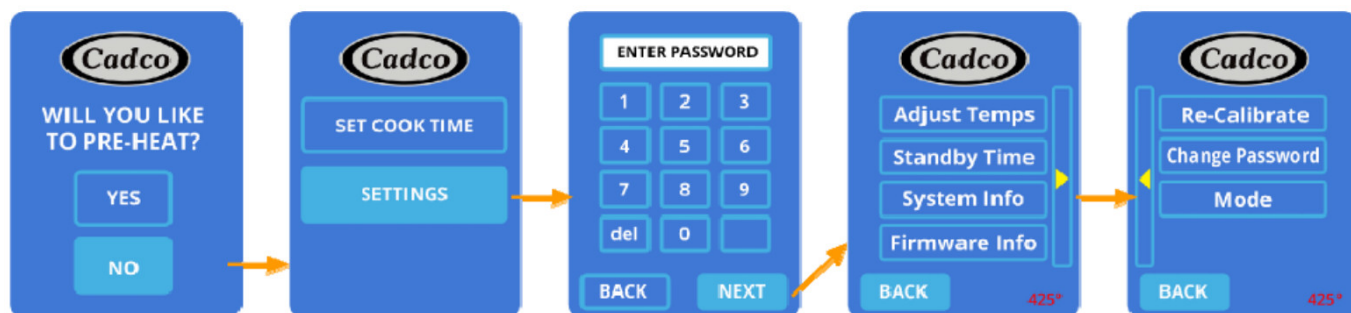 Cadco
WILL YOU LIKE
TO PRE-HEAT?
YES
NO
Cadco
SET COOK TIME
SETTINGS
ENTER PASSWORD
1 2 3
4 5 6
7 8 9
del 0
BACK NEXT
Cadco
Adjust Temps
Standby Time
System Info
Firmware Info
BACK
425°
Cadco
Re-Calibrate
Change Password
Mode
BACK
425°